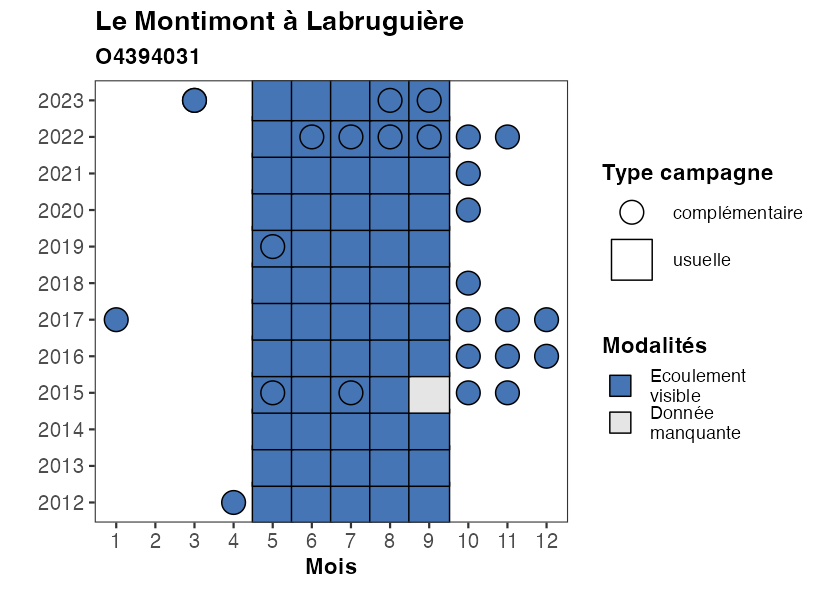 Le Montimont à Labruguière
O4394031
2023
2022
2021
2020
2019
2018
2017
2016
2015
2014
2013
2012
1 2 3 4 5 6 7 8 9 10 11 12
Mois
Type campagne
complémentaire
usuelle
Modalités
Ecoulement
visible
Donnée
manquante